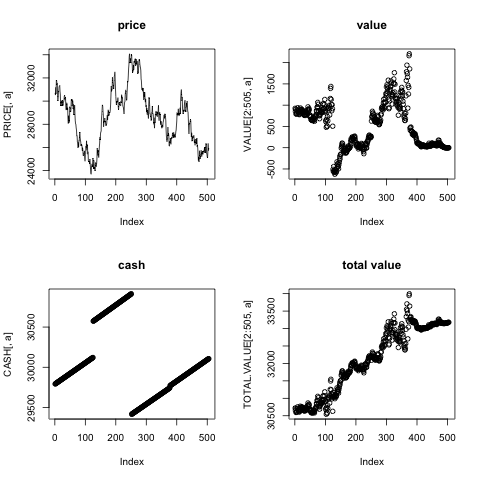 price
value
PRICE[, a]
24000 28000 32000
0 100 200 300 400 500
Index
VALUE[2:505, a]
-500 0 500 1500
0 100 200 300 400 500
Index
cash
total value
CASH[, a]
29500 30000 30500
0 100 200 300 400 500
Index
TOTAL.VALUE[2:505, a]
30500 32000 33500
0 100 200 300 400 500
Index